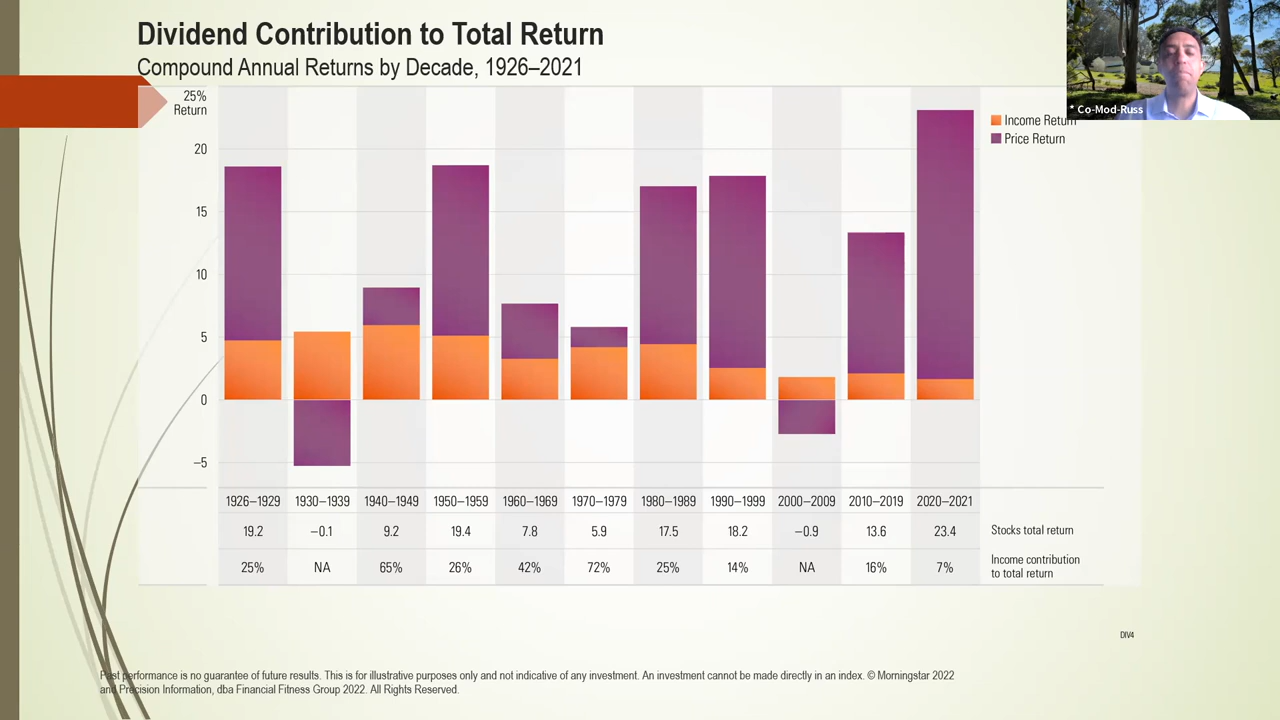 Dividend Contribution to Total Return
Compound Annual Returns by Decade, 1926–2021
* Co-Mod-Russ
25%
Return
20
15
10
5
0
–5
Income Return
Price Return
1926–1929 1930–1939 1940–1949 1950–1959 1960–1969 1970–1979 1980–1989 1990–1999 2000–2009 2010–2019 2020–2021
19.2 –0.1 9.2 19.4 7.8 5.9 17.5 18.2 –0.9 13.6 23.4 Stocks total return
25% NA 65% 26% 42% 72% 25% 14% NA 16% 7% Income contribution
to total return
DIV4
Past performance is no guarantee of future results. This is for illustrative purposes only and not indicative of any investment. An investment cannot be made directly in an index. © Morningstar 2022
and Precision Information, dba Financial Fitness Group 2022. All Rights Reserved.